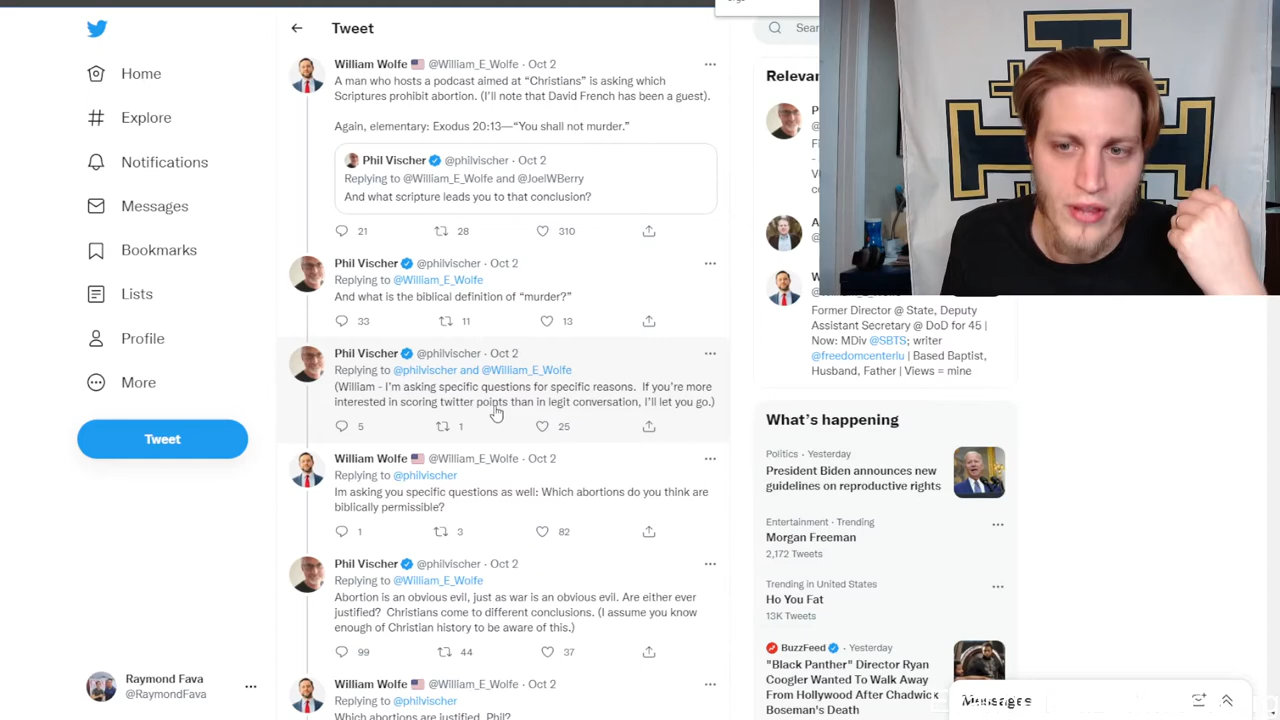 Home
Explore
Notifications
Messages
Bookmarks
Lists
Profile
More
Tweet
Raymond Fava
@RaymondFava
Tweet
William Wolfe 🇺🇸 @William_E_Wolfe · Oct 2
A man who hosts a podcast aimed at “Christians” is asking which
Scriptures prohibit abortion. (I’ll note that David French has been a guest).
Again, elementary: Exodus 20:13—“You shall not murder.”
Phil Vischer @philvischer · Oct 2
Replying to @William_E_Wolfe and @JoelWBerry
And what scripture leads you to that conclusion?
21 28 310
Phil Vischer @philvischer · Oct 2
Replying to @William_E_Wolfe
And what is the biblical definition of “murder?”
33 11 13
Phil Vischer @philvischer · Oct 2
Replying to @philvischer and @William_E_Wolfe
(William - I’m asking specific questions for specific reasons. If you’re more
interested in scoring twitter points than in legit conversation, I’ll let you go.)
5 1 25
William Wolfe 🇺🇸 @William_E_Wolfe · Oct 2
Replying to @philvischer
Im asking you specific questions as well: Which abortions do you think are
biblically permissible?
1 3 82
Phil Vischer @philvischer · Oct 2
Replying to @William_E_Wolfe
Abortion is an obvious evil, just as war is an obvious evil. Are either ever
justified? Christians come to different conclusions. (I assume you know
enough of Christian history to be aware of this.)
99 44 37
William Wolfe 🇺🇸 @William_E_Wolfe · Oct 2
Replying to @philvischer
Which abortions are justified, Phil?
Sear
Relevan
Former Director @ State, Deputy
Assistant Secretary @ DoD for 45 |
Now: MDiv @SBTS; writer
@freedomcenterlu | Based Baptist,
Husband, Father | Views = mine
What’s happening
Politics · Yesterday
President Biden announces new
guidelines on reproductive rights
Entertainment · Trending
Morgan Freeman
2,172 Tweets
Trending in United States
Ho You Fat
13K Tweets
BuzzFeed · Yesterday
"Black Panther" Director Ryan
Coogler Wanted To Walk Away
From Hollywood After Chadwick
Boseman's Death
Messages